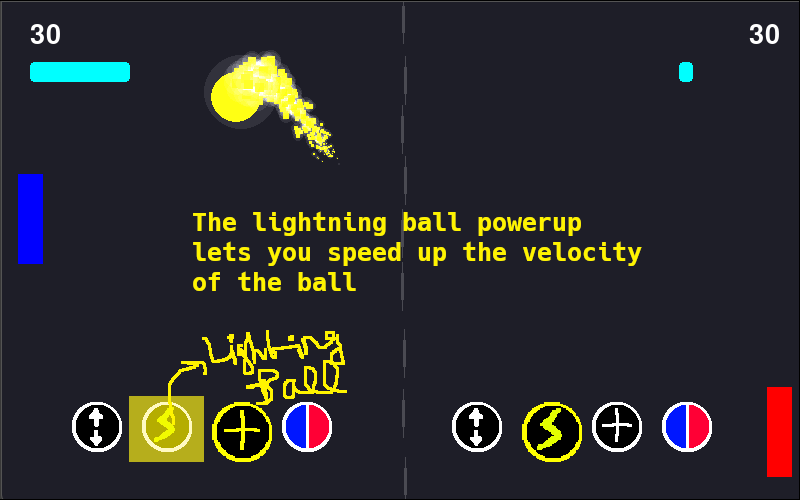 30
30
The lightning ball powerup
lets you speed up the velocity
of the ball
Lighting
Ball